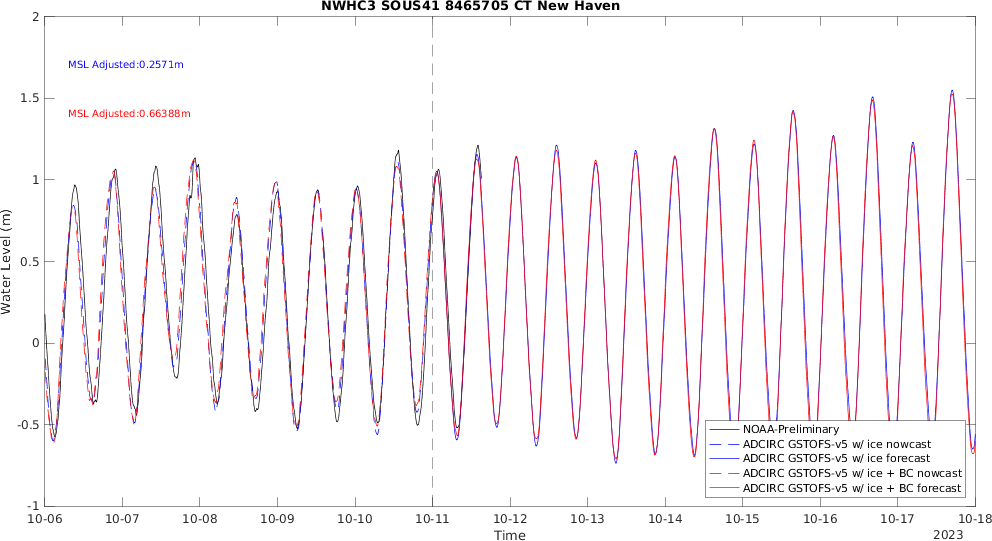 NWHC3 SOUS41 8465705 CT New Haven
2
1.5
1
0.5
0
-0.5
-1
Water Level (m)
MSL Adjusted:0.2571m
MSL Adjusted:0.66388m
NOAA-Preliminary
ADCIRC GSTOFS-v5 w/ ice nowcast
ADCIRC GSTOFS-v5 w/ ice forecast
ADCIRC GSTOFS-v5 w/ ice + BC nowcast
ADCIRC GSTOFS-v5 w/ ice + BC forecast
10-06 10-07 10-08 10-09 10-10 10-11 10-12 10-13 10-14 10-15 10-16 10-17 10-18
Time
2023